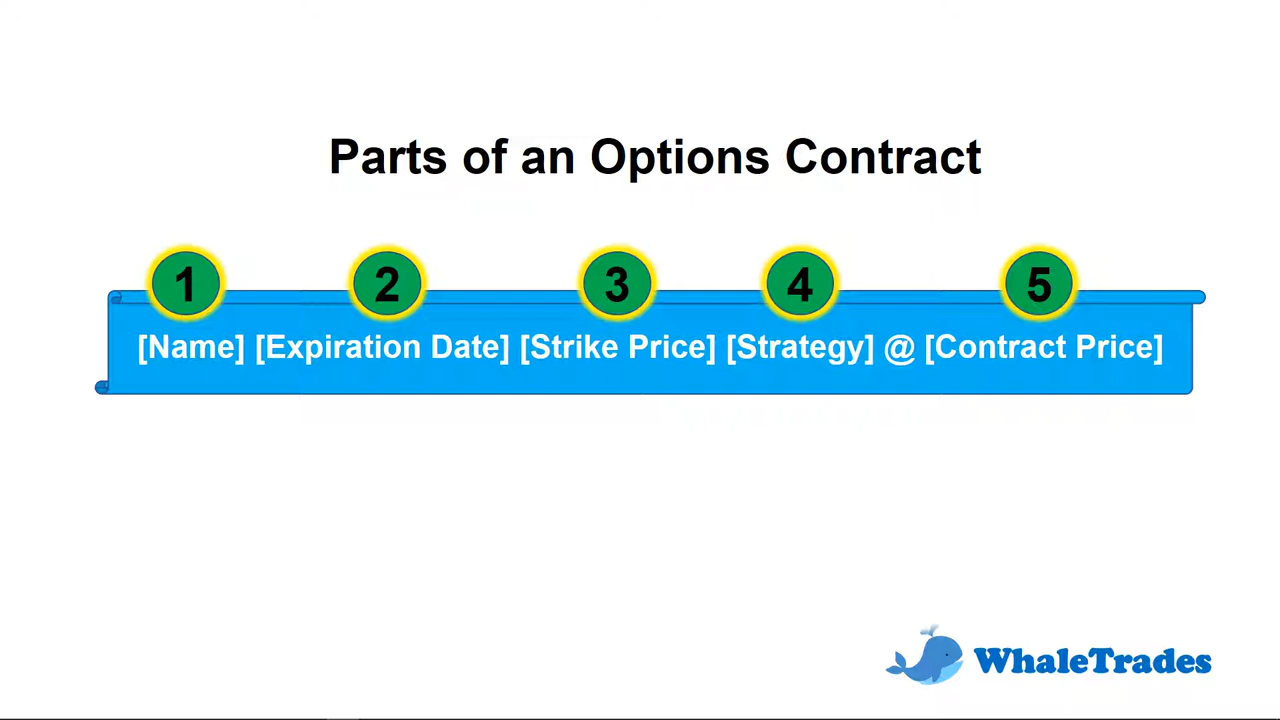 Parts of an Options Contract
1 2 3 4 5
[Name] [Expiration Date] [Strike Price] [Strategy] @ [Contract Price]
WhaleTrades